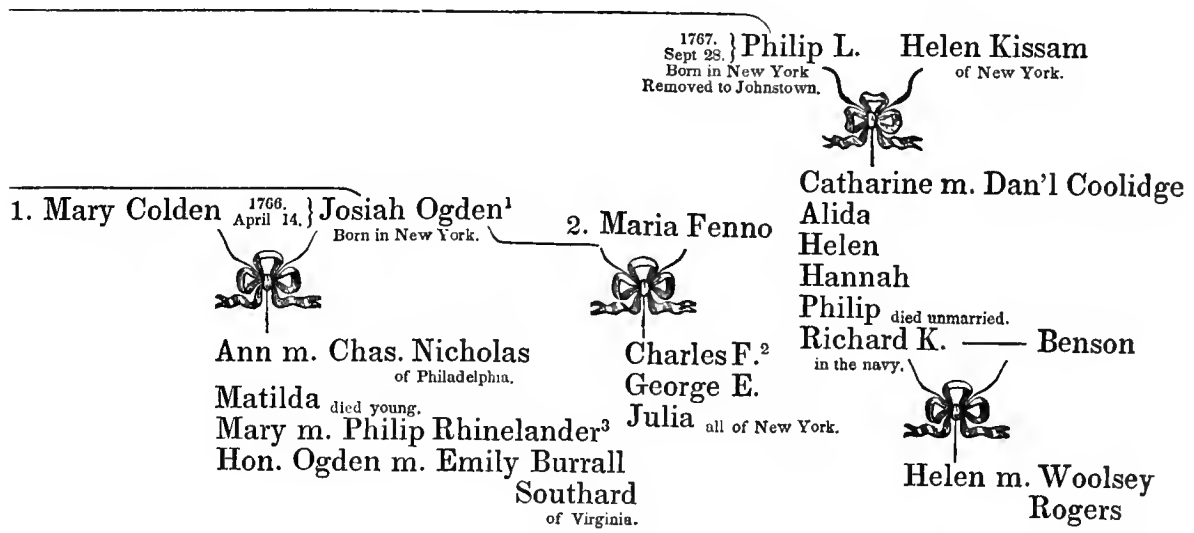 1767.
Sept 28. } Philip L. Helen Kissam
Born in New York of New York.
Removed to Johnstown.
Catharine m. Dan'l Coolidge
Alida
Helen
Hannah
Philip died unmarried.
Richard K. —— Benson
in the navy.
Helen m. Woolsey
Rogers
1. Mary Colden 1766. April 14. } Josiah Ogden¹
Born in New York.
2. Maria Fenno
Ann m. Chas. Nicholas
of Philadelphia.
Matilda died young.
Mary m. Philip Rhinelander³
Hon. Ogden m. Emily Burrall
Southard
of Virginia.
Charles F.²
George E.
Julia all of New York.